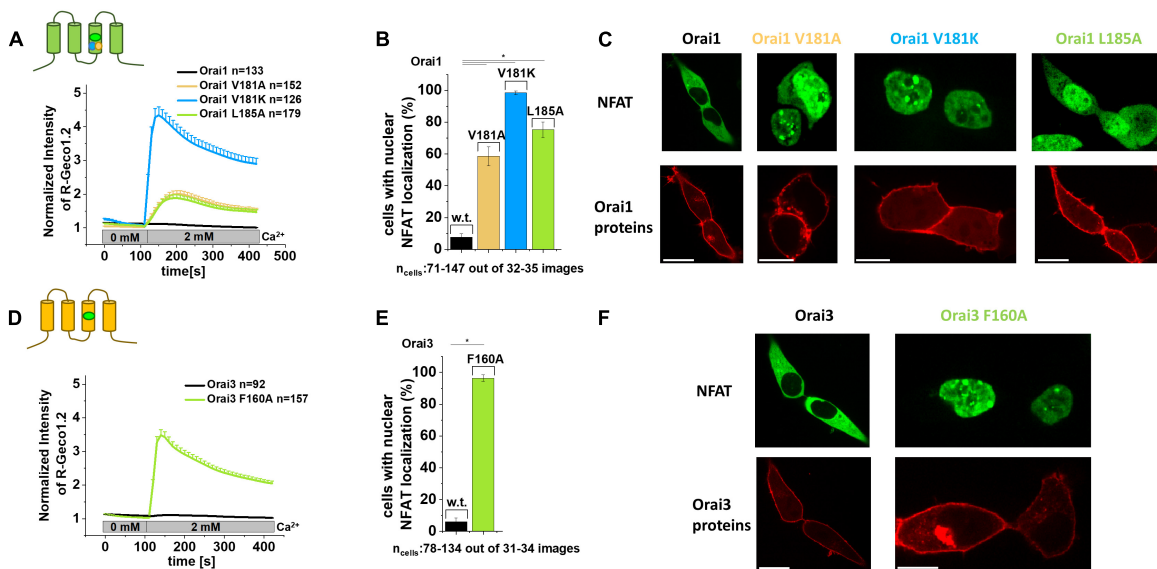 A
Orai1 n=133
Orai1 V181A n=152
Orai1 V181K n=126
Orai1 L185A n=179
Normalized Intensity
of R-Geco1.2
5
4
3
2
1
0 mM
2 mM
Ca2+
0 100 200 300 400 500
time[s]
B
Orai1
*
cells with nuclear
NFAT localization (%)
100
80
60
40
20
0
w.t.
V181A
V181K
L185A
ncells:71-147 out of 32-35 images
C
Orai1
Orai1 V181A
Orai1 V181K
Orai1 L185A
NFAT
Orai1
proteins
D
Orai3 n=92
Orai3 F160A n=157
Normalized Intensity
of R-Geco1.2
5
4
3
2
1
0 mM
2 mM
Ca2+
0 100 200 300 400
time [s]
E
Orai3
*
cells with nuclear
NFAT localization (%)
100
80
60
40
20
0
w.t.
F160A
ncells:78-134 out of 31-34 images
F
Orai3
Orai3 F160A
NFAT
Orai3
proteins